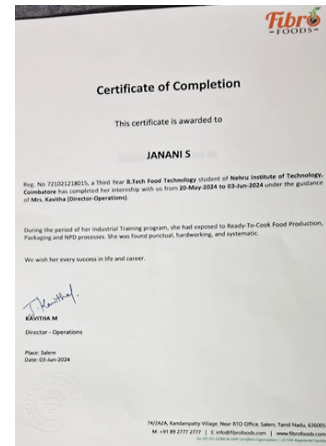 Fibro
FOODS
Certificate of Completion
This certificate is awarded to
JANANI S
Reg. No 721021218015, a Third Year B.Tech Food Technology student of Nehru Institute of Technology,
Coimbatore has completed her internship with us from 20-May-2024 to 03-Jun-2024 under the guidance
of Mrs. Kavitha (Director-Operations).
During the period of her Industrial Training program, she had exposed to Ready-To-Cook Food Production,
Packaging and NPD processes. She was found punctual, hardworking, and systematic.
We wish her every success in life and career.
J. Kavitha
KAVITHA M
Director - Operations
Place: Salem
Date: 03-Jun-2024
74/2A2A, Kandampatty Village, Near RTO Office, Salem, Tamil Nadu, 636005
M. +91 89 2777 2777 | E. info@fibrofoods.com | www.fibrofoods.com